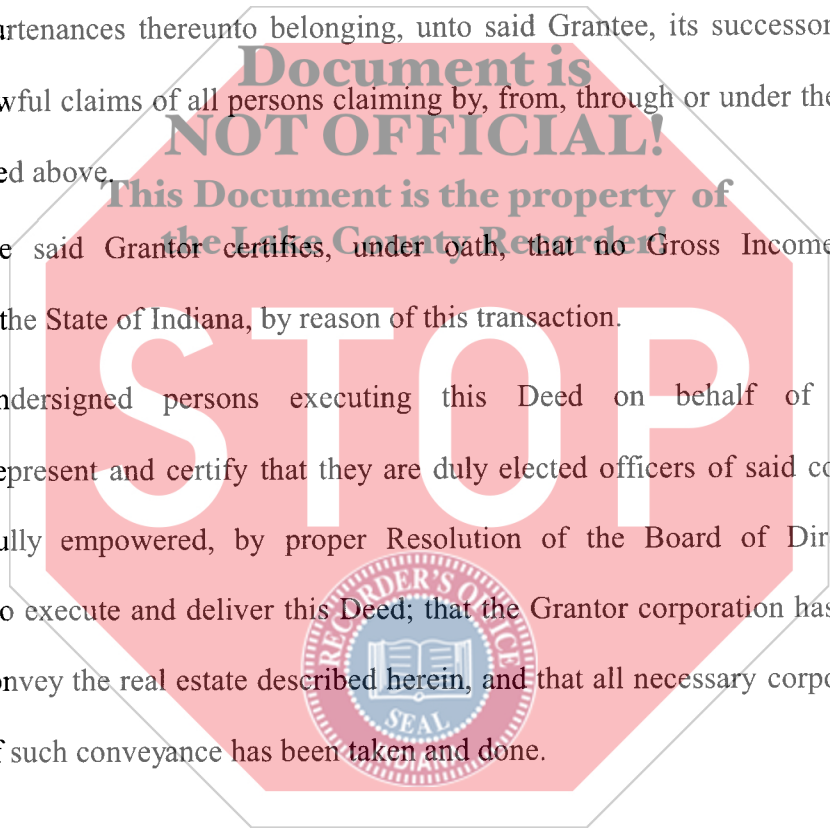 urtenances thereunto belonging, unto said Grantee, its successor
Document is
wful claims of all persons claiming by, from, through or under the
NOT OFFICIAL!
ed above.
This Document is the property of
the Lake County Recorder!
e said Grantor certifies, under oath, that no Gross Income
the State of Indiana, by reason of this transaction.
STOP
ndersigned persons executing this Deed on behalf of
epresent and certify that they are duly elected officers of said co
ully empowered, by proper Resolution of the Board of Dir
o execute and deliver this Deed; that the Grantor corporation has
onvey the real estate described herein, and that all necessary corpo
f such conveyance has been taken and done.
RECORDER'S OFFICE
SEAL
INDIANA